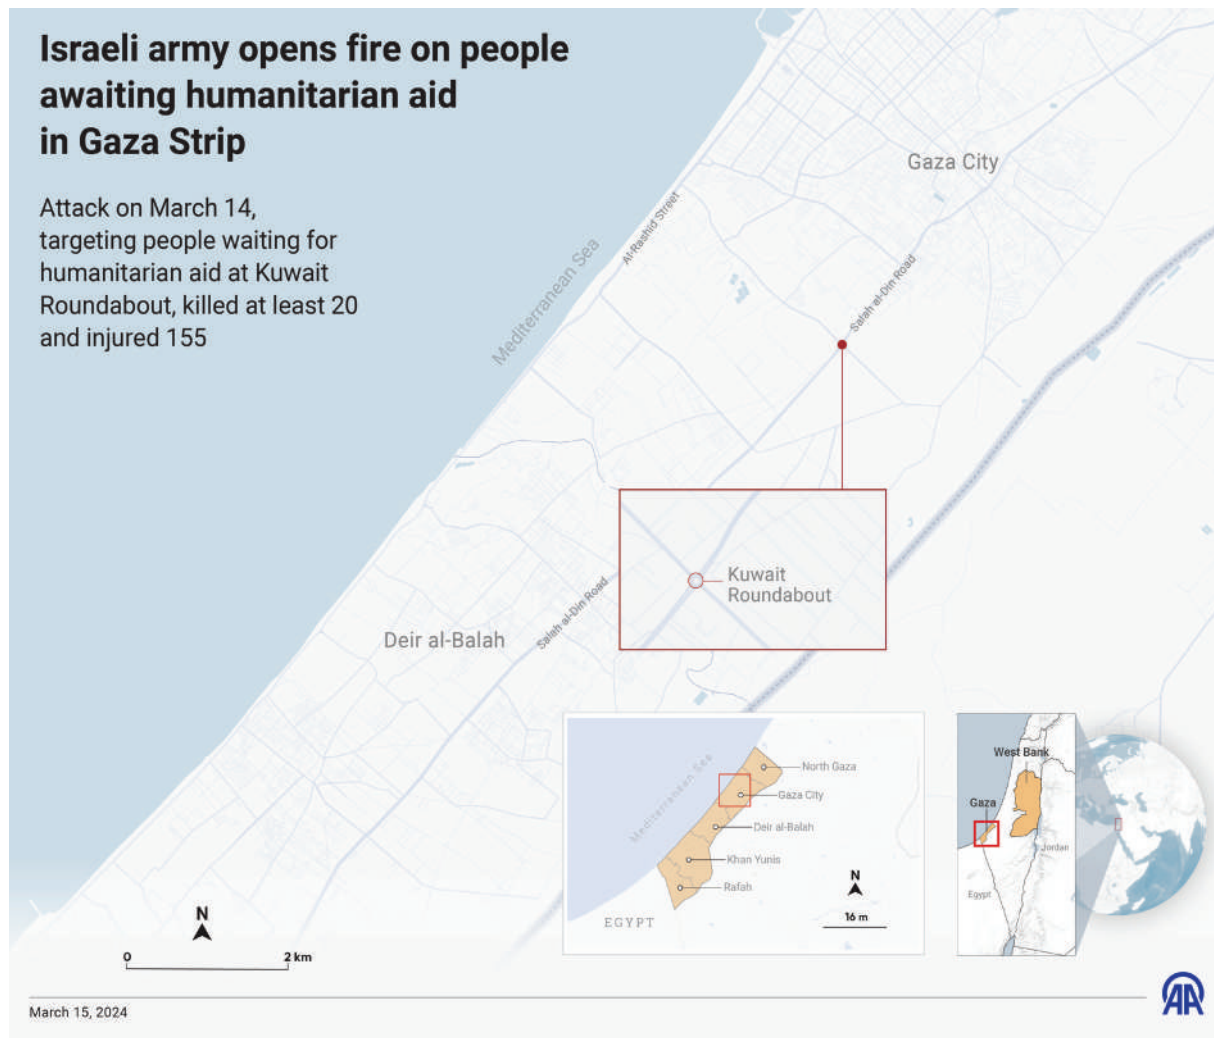 Israeli army opens fire on people
awaiting humanitarian aid
in Gaza Strip
Attack on March 14,
targeting people waiting for
humanitarian aid at Kuwait
Roundabout, killed at least 20
and injured 155
Gaza City
Al-Rashid Street
Mediterranean Sea
Salah al-Din Road
Kuwait
Roundabout
Deir al-Balah
Salah al-Din Road
Mediterranean Sea
North Gaza
Gaza City
Deir al-Balah
Khan Yunis
Rafah
EGYPT
N
16 m
West Bank
Gaza
Jordan
Egypt
N
0 2 km
March 15, 2024
AA